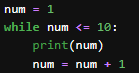 num = 1
while num <= 10:
    print(num)
    num = num + 1